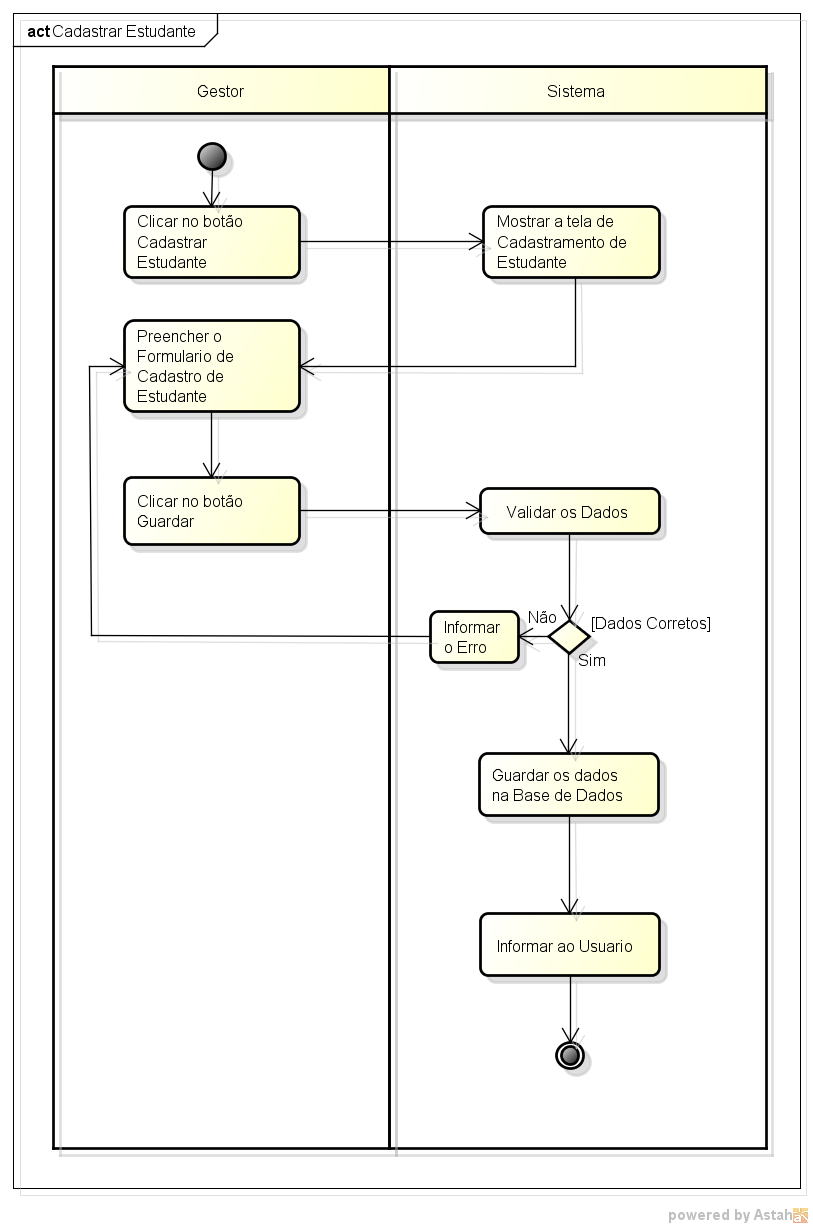 act Cadastrar Estudante
Gestor
Sistema
Clicar no botão
Cadastrar
Estudante
Mostrar a tela de
Cadastramento de
Estudante
Preencher o
Formulario de
Cadastro de
Estudante
Clicar no botão
Guardar
Validar os Dados
Não
[Dados Corretos]
Informar
o Erro
Sim
Guardar os dados
na Base de Dados
Informar ao Usuario
powered by Astah